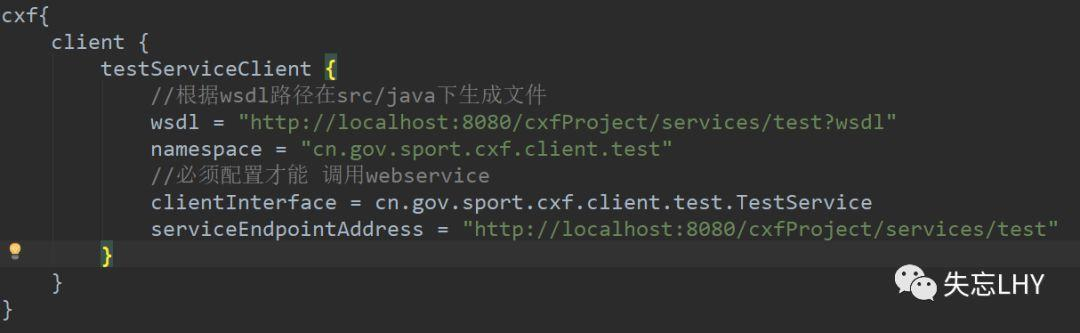 cxf{
    client {
        testServiceClient {
            //根据wsdl路径在src/java下生成文件
            wsdl = "http://localhost:8080/cxfProject/services/test?wsdl"
            namespace = "cn.gov.sport.cxf.client.test"
            //必须配置才能 调用webservice
            clientInterface = cn.gov.sport.cxf.client.test.TestService
            serviceEndpointAddress = "http://localhost:8080/cxfProject/services/test"
        }
    }
}
失忘LHY